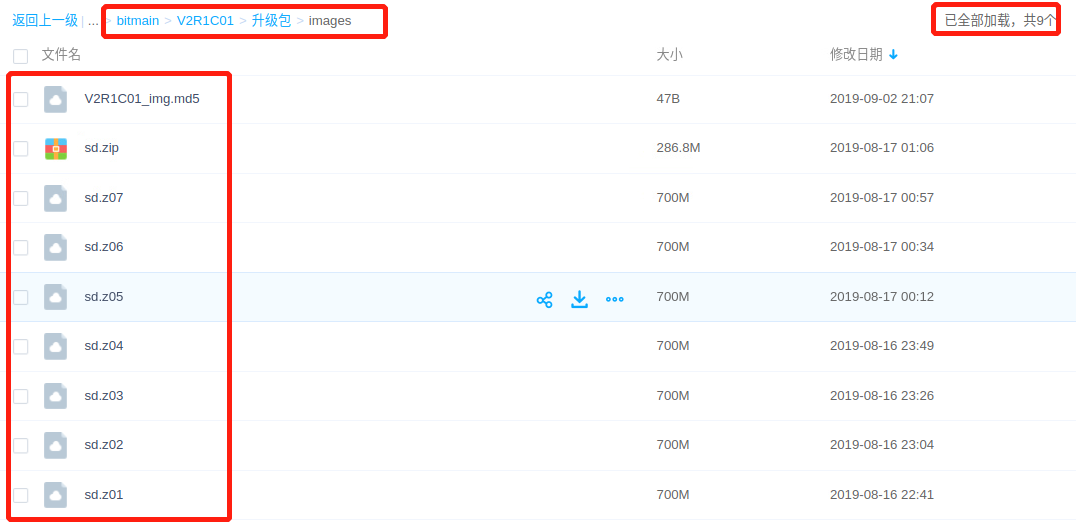 返回上一级 | ... > bitmain > V2R1C01 > 升级包 > images 已全部加载，共9个
文件名 大小 修改日期
V2R1C01_img.md5 47B 2019-09-02 21:07
sd.zip 286.8M 2019-08-17 01:06
sd.z07 700M 2019-08-17 00:57
sd.z06 700M 2019-08-17 00:34
sd.z05 700M 2019-08-17 00:12
sd.z04 700M 2019-08-16 23:49
sd.z03 700M 2019-08-16 23:26
sd.z02 700M 2019-08-16 23:04
sd.z01 700M 2019-08-16 22:41